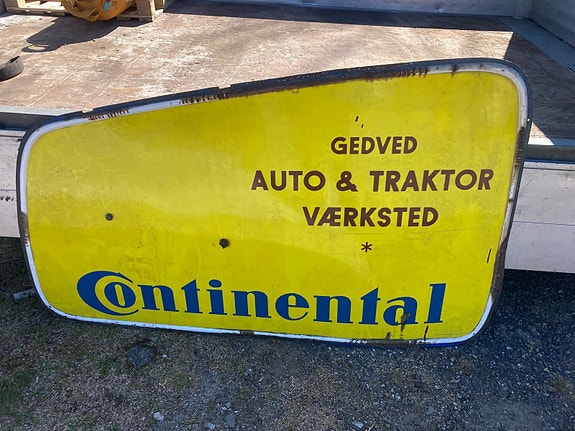 GEDVED
AUTO & TRAKTOR
VÆRKSTED
*
Continental